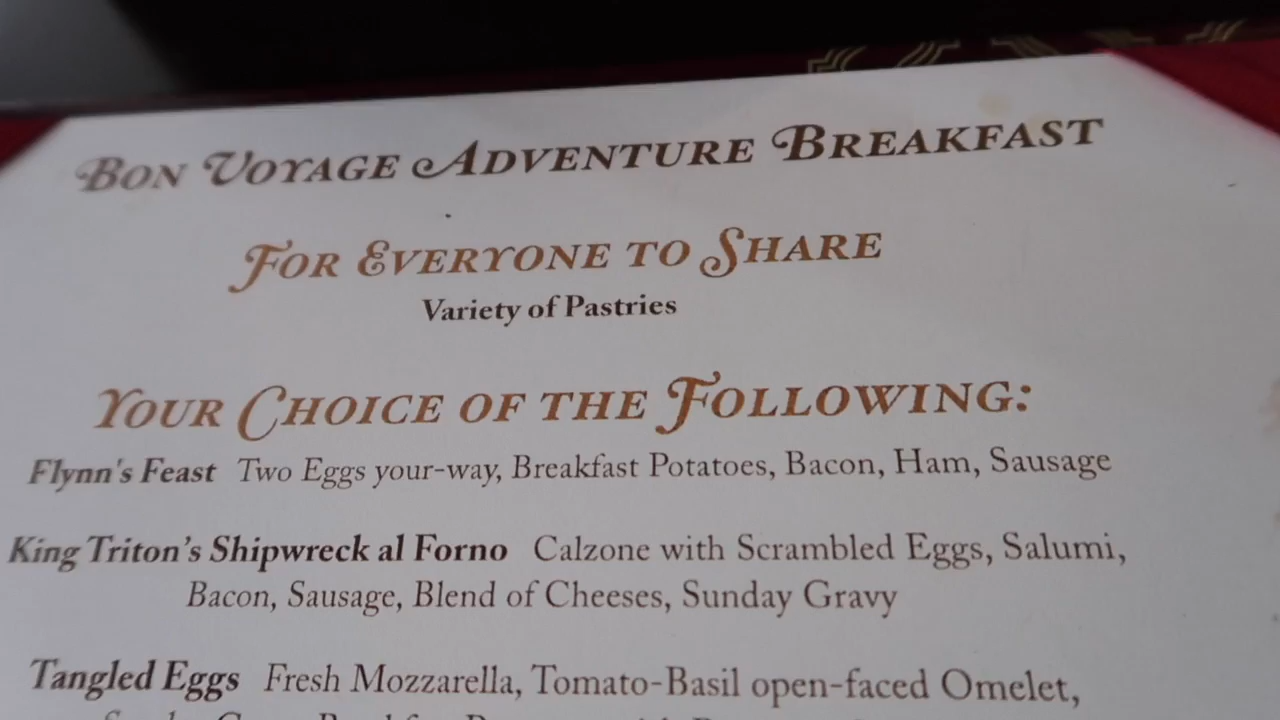 Bon Voyage Adventure Breakfast
For Everyone to Share
Variety of Pastries
Your Choice of the Following:
Flynn's Feast Two Eggs your-way, Breakfast Potatoes, Bacon, Ham, Sausage
King Triton's Shipwreck al Forno Calzone with Scrambled Eggs, Salumi,
Bacon, Sausage, Blend of Cheeses, Sunday Gravy
Tangled Eggs Fresh Mozzarella, Tomato-Basil open-faced Omelet,